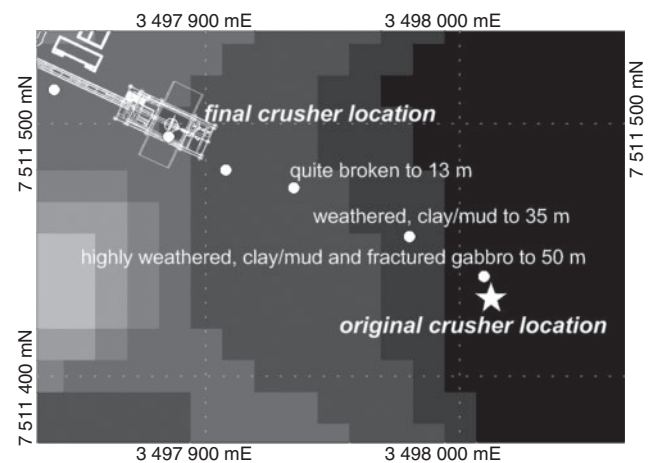 3 497 900 mE
3 498 000 mE
7 511 500 mN
7 511 500 mN
final crusher location
quite broken to 13 m
weathered, clay/mud to 35 m
highly weathered, clay/mud and fractured gabbro to 50 m
original crusher location
7 511 400 mN
3 497 900 mE
3 498 000 mE